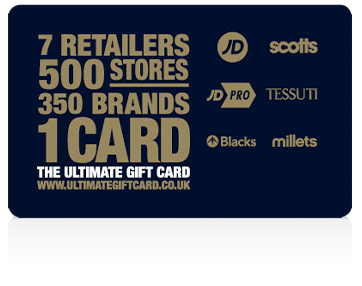 7 RETAILERS
500 STORES
350 BRANDS
1 CARD
THE ULTIMATE GIFT CARD
WWW.ULTIMATEGIFTCARD.CO.UK
JD scotts
JD PRO TESSUTI
Blacks millets